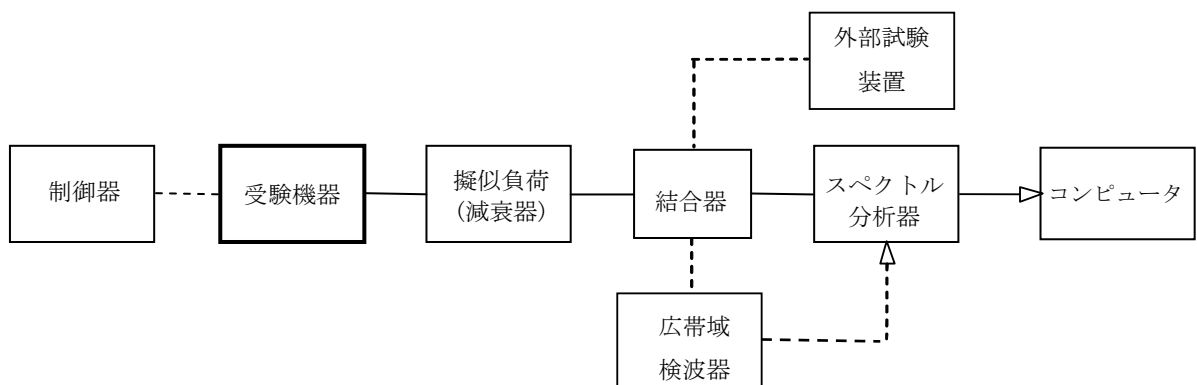 外部試験
装置
制御器
受験機器
擬似負荷
(減衰器)
結合器
スペクトル
分析器
コンピュータ
広帯域
検波器